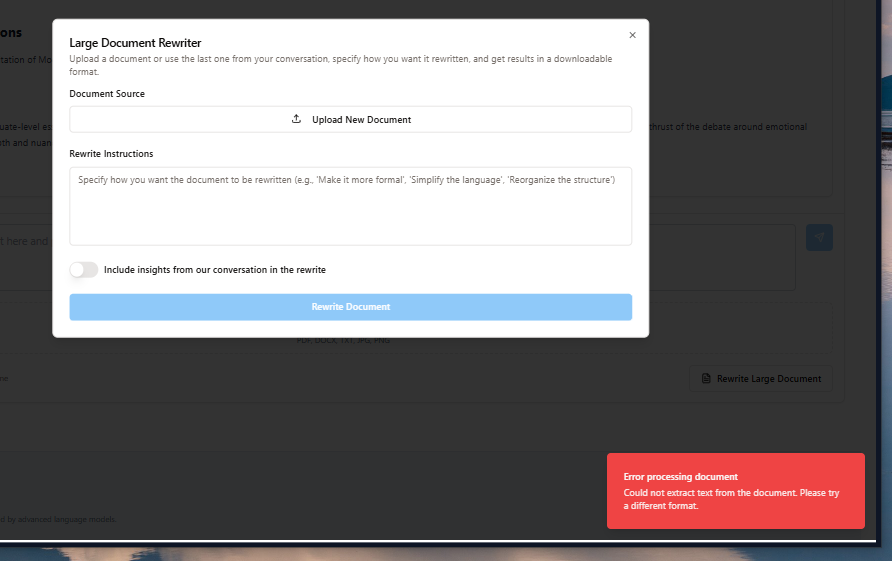 Large Document Rewriter
Upload a document or use the last one from your conversation, specify how you want it rewritten, and get results in a downloadable
format.
Document Source
Upload New Document
Rewrite Instructions
Specify how you want the document to be rewritten (e.g., 'Make it more formal', 'Simplify the language', 'Reorganize the structure')
Include insights from our conversation in the rewrite
Rewrite Document
ons
tation of Mo
uate-level es
thrust of the debate around emotional
th and nuan
t here and
PDF, DOCX, TXT, JPG, PNG
Rewrite Large Document
Error processing document
Could not extract text from the document. Please try
a different format.
d by advanced language models.